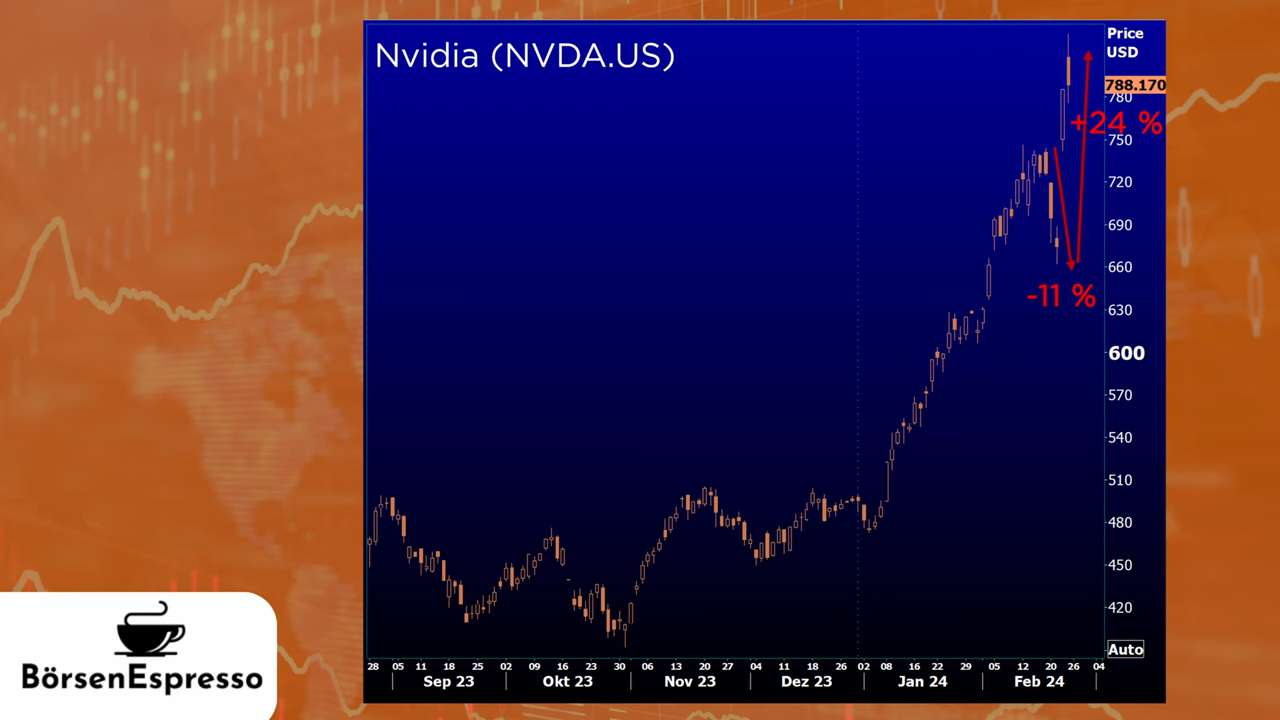 Nvidia (NVDA.US)
Price
USD
788.170
780
+24 %
750
720
690
660
-11 %
630
600
570
540
510
480
450
420
Auto
28 05 11 18 25 02 09 16 23 30 06 13 20 27 04 11 18 26 02 08 16 22 29 05 12 20 26 04
Sep 23 Okt 23 Nov 23 Dez 23 Jan 24 Feb 24
BörsenEspresso